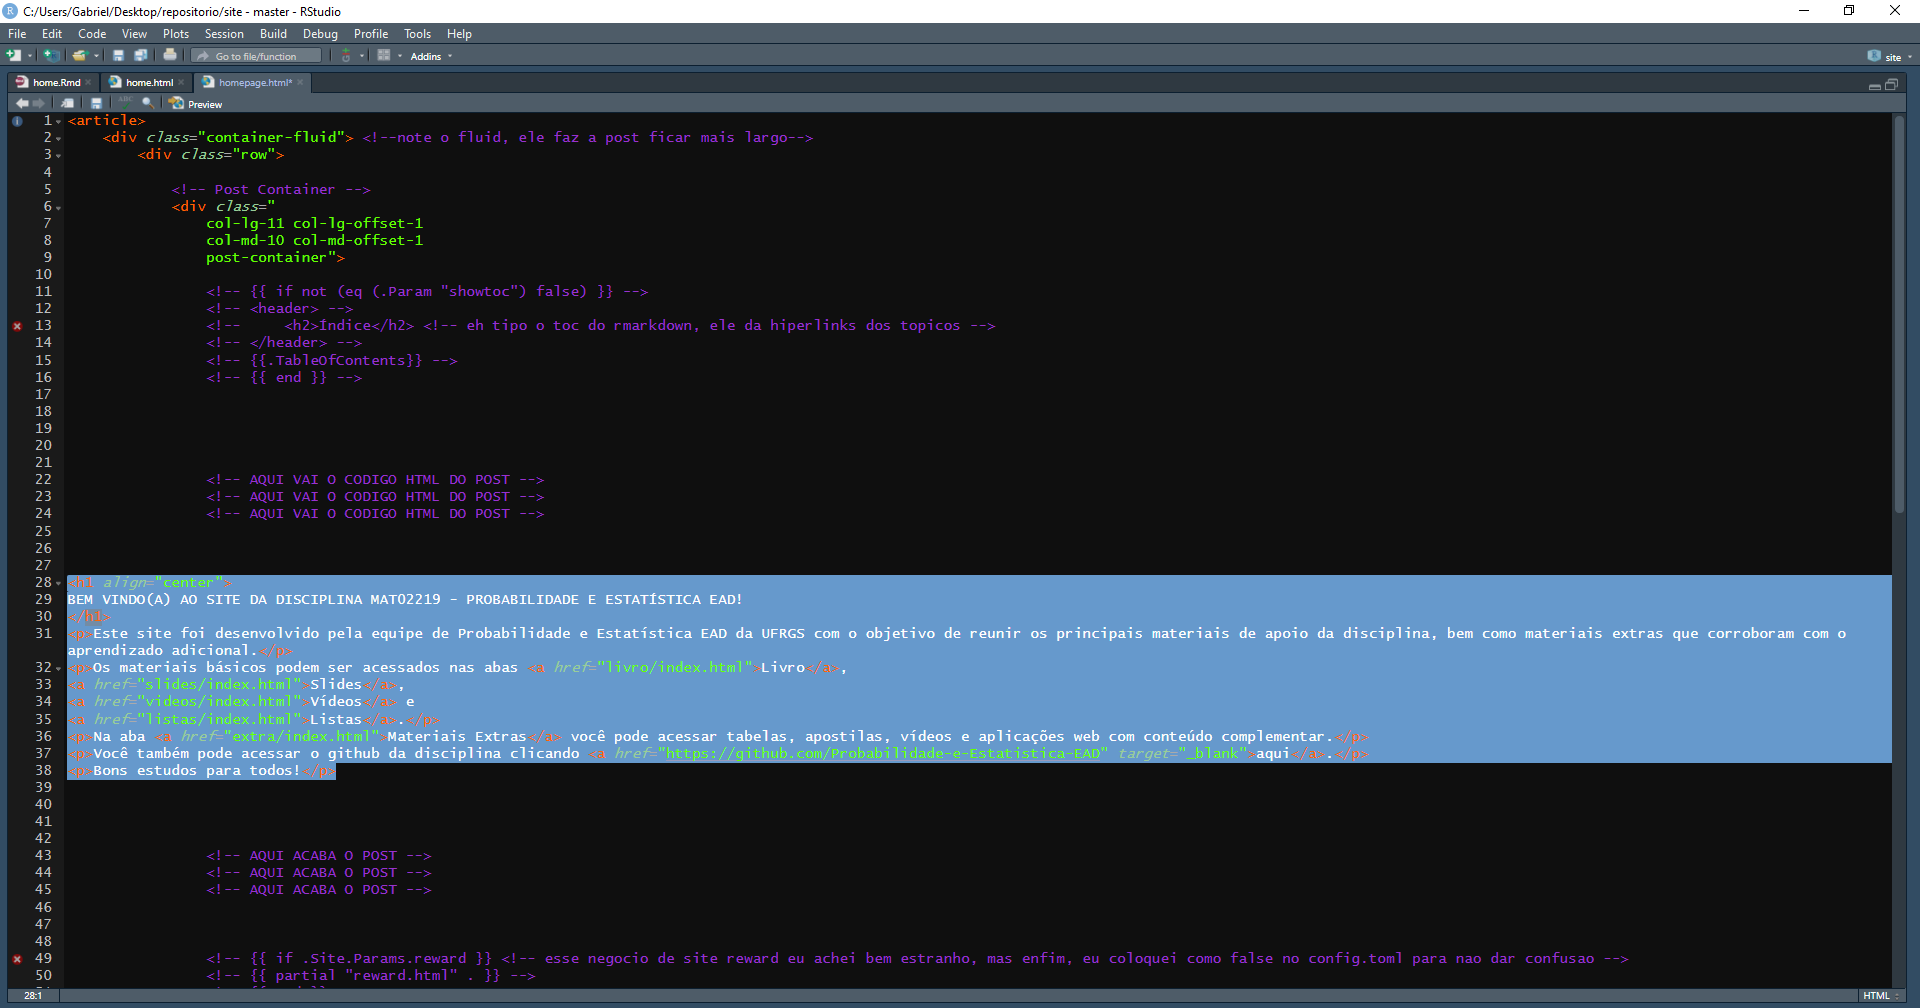 C:/Users/Gabriel/Desktop/repositorio/site - master - RStudio
File Edit Code View Plots Session Build Debug Profile Tools Help
Go to file/function Addins site
home.Rmd home.html homepage.html*
ABC Preview
1 <article>
2 <div class="container-fluid"> <!--note o fluid, ele faz a post ficar mais largo-->
3 <div class="row">
4
5 <!-- Post Container -->
6 <div class="
7 col-lg-11 col-lg-offset-1
8 col-md-10 col-md-offset-1
9 post-container">
10
11 <!-- {{ if not (eq (.Param "showtoc") false) }} -->
12 <!-- <header> -->
13 <!-- <h2>Índice</h2> <!-- eh tipo o toc do rmarkdown, ele da hiperlinks dos topicos -->
14 <!-- </header> -->
15 <!-- {{.TableOfContents}} -->
16 <!-- {{ end }} -->
17
18
19
20
21
22 <!-- AQUI VAI O CODIGO HTML DO POST -->
23 <!-- AQUI VAI O CODIGO HTML DO POST -->
24 <!-- AQUI VAI O CODIGO HTML DO POST -->
25
26
27
28 <h1 align="center">
29 BEM VINDO(A) AO SITE DA DISCIPLINA MAT02219 - PROBABILIDADE E ESTATÍSTICA EAD!
30 </h1>
31 <p>Este site foi desenvolvido pela equipe de Probabilidade e Estatística EAD da UFRGS com o objetivo de reunir os principais materiais de apoio da disciplina, bem como materiais extras que corroboram com o
aprendizado adicional.</p>
32 <p>Os materiais básicos podem ser acessados nas abas <a href="livro/index.html">Livro</a>,
33 <a href="slides/index.html">Slides</a>,
34 <a href="videos/index.html">Vídeos</a> e
35 <a href="listas/index.html">Listas</a>.</p>
36 <p>Na aba <a href="extra/index.html">Materiais Extras</a> você pode acessar tabelas, apostilas, vídeos e aplicações web com conteúdo complementar.</p>
37 <p>Você também pode acessar o github da disciplina clicando <a href="https://github.com/Probabilidade-e-Estatistica-EAD" target="_blank">aqui</a>.</p>
38 <p>Bons estudos para todos!</p>
39
40
41
42
43 <!-- AQUI ACABA O POST -->
44 <!-- AQUI ACABA O POST -->
45 <!-- AQUI ACABA O POST -->
46
47
48
49 <!-- {{ if .Site.Params.reward }} <!-- esse negocio de site reward eu achei bem estranho, mas enfim, eu coloquei como false no config.toml para nao dar confusao -->
50 <!-- {{ partial "reward.html" . }} -->
28:1 HTML